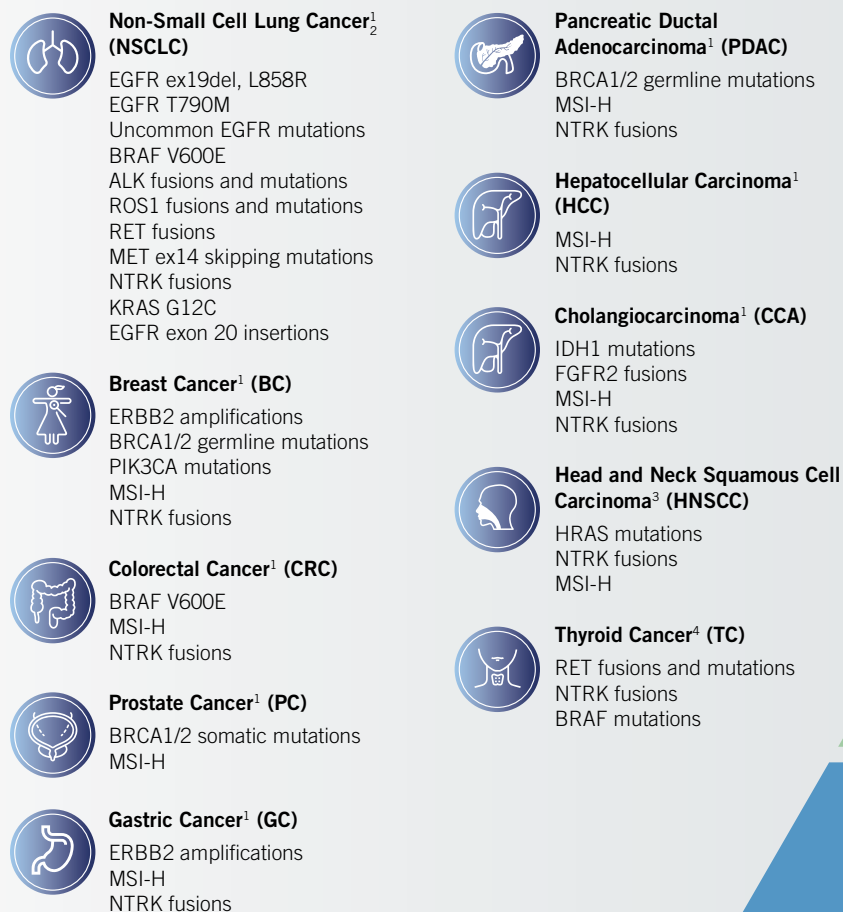 Non-Small Cell Lung Cancer1 2
(NSCLC)
EGFR ex19del, L858R
EGFR T790M
Uncommon EGFR mutations
BRAF V600E
ALK fusions and mutations
ROS1 fusions and mutations
RET fusions
MET ex14 skipping mutations
NTRK fusions
KRAS G12C
EGFR exon 20 insertions
Breast Cancer1 (BC)
ERBB2 amplifications
BRCA1/2 germline mutations
PIK3CA mutations
MSI-H
NTRK fusions
Colorectal Cancer1 (CRC)
BRAF V600E
MSI-H
NTRK fusions
Prostate Cancer1 (PC)
BRCA1/2 somatic mutations
MSI-H
Gastric Cancer1 (GC)
ERBB2 amplifications
MSI-H
NTRK fusions
Pancreatic Ductal
Adenocarcinoma1 (PDAC)
BRCA1/2 germline mutations
MSI-H
NTRK fusions
Hepatocellular Carcinoma1
(HCC)
MSI-H
NTRK fusions
Cholangiocarcinoma1 (CCA)
IDH1 mutations
FGFR2 fusions
MSI-H
NTRK fusions
Head and Neck Squamous Cell
Carcinoma3 (HNSCC)
HRAS mutations
NTRK fusions
MSI-H
Thyroid Cancer4 (TC)
RET fusions and mutations
NTRK fusions
BRAF mutations